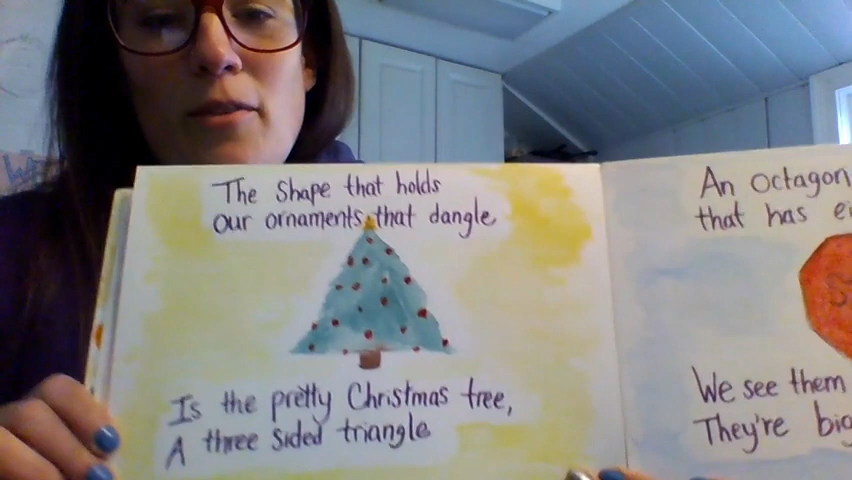 The Shape that holds
our ornaments that dangle
Is the pretty Christmas tree,
A three sided triangle
An octagon
that has
We see them
They're big